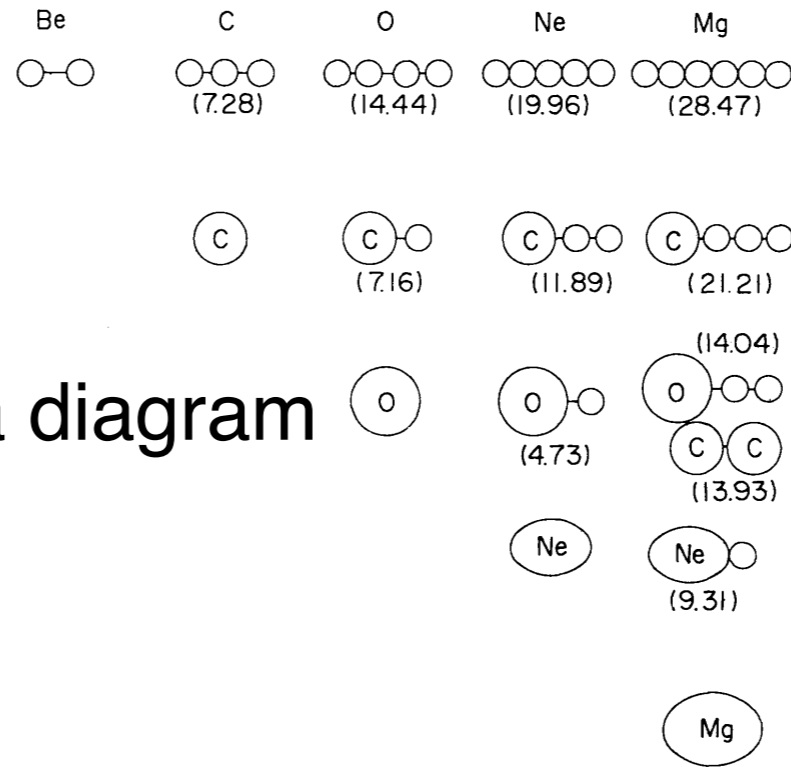 Be C O Ne Mg
(7.28) (14.44) (19.96) (28.47)
C C C C
(7.16) (11.89) (21.21)
(14.04)
diagram O O O
C C
(4.73)
(13.93)
Ne Ne
(9.31)
Mg